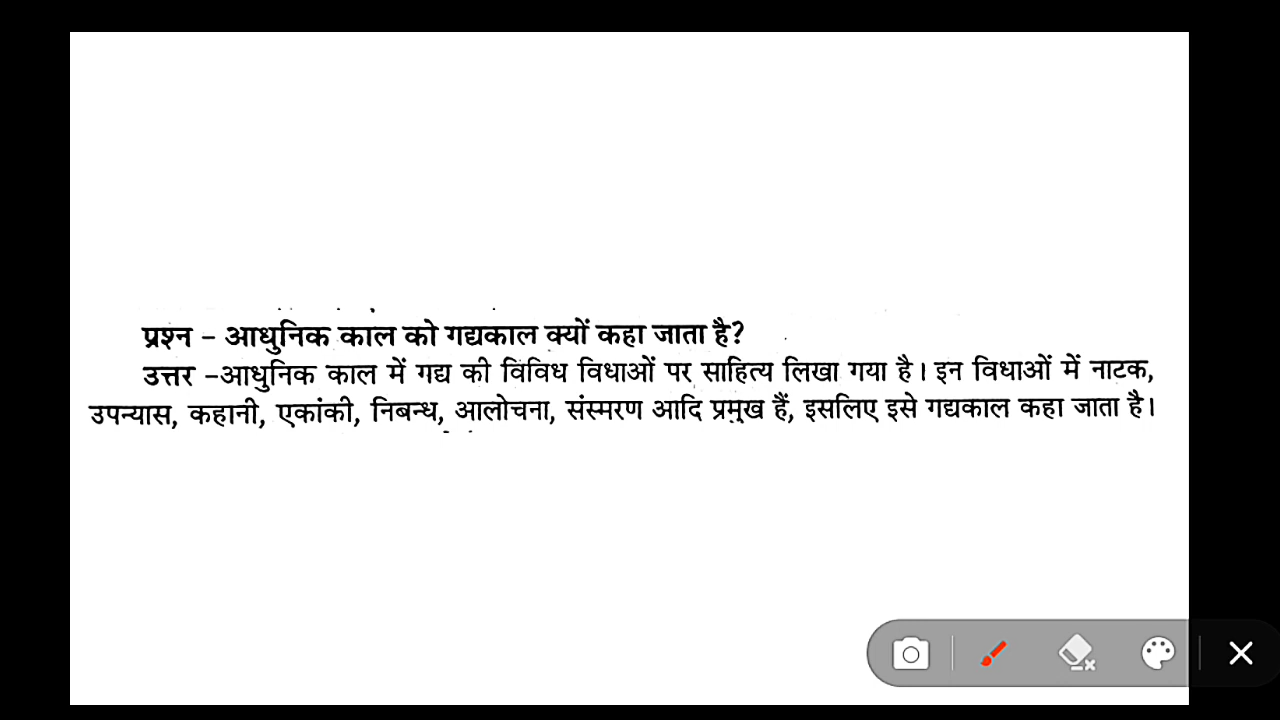 प्रश्न – आधुनिक काल को गद्यकाल क्यों कहा जाता है?
उत्तर –आधुनिक काल में गद्य की विविध विधाओं पर साहित्य लिखा गया है। इन विधाओं में नाटक,
उपन्यास, कहानी, एकांकी, निबन्ध, आलोचना, संस्मरण आदि प्रमुख हैं, इसलिए इसे गद्यकाल कहा जाता है।